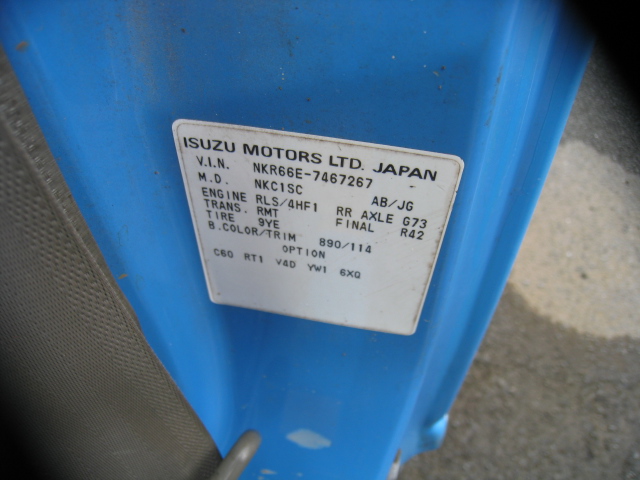 ISUZU MOTORS LTD. JAPAN
V.I.N. NKR66E-7467267
M.D. NKC1SC AB/JG
ENGINE RLS/4HF1 RR AXLE G73
TRANS. RMT FINAL R42
TIRE 9YE
B.COLOR/TRIM 890/114
OPTION
C60 RT1 V4D YW1 6XQ